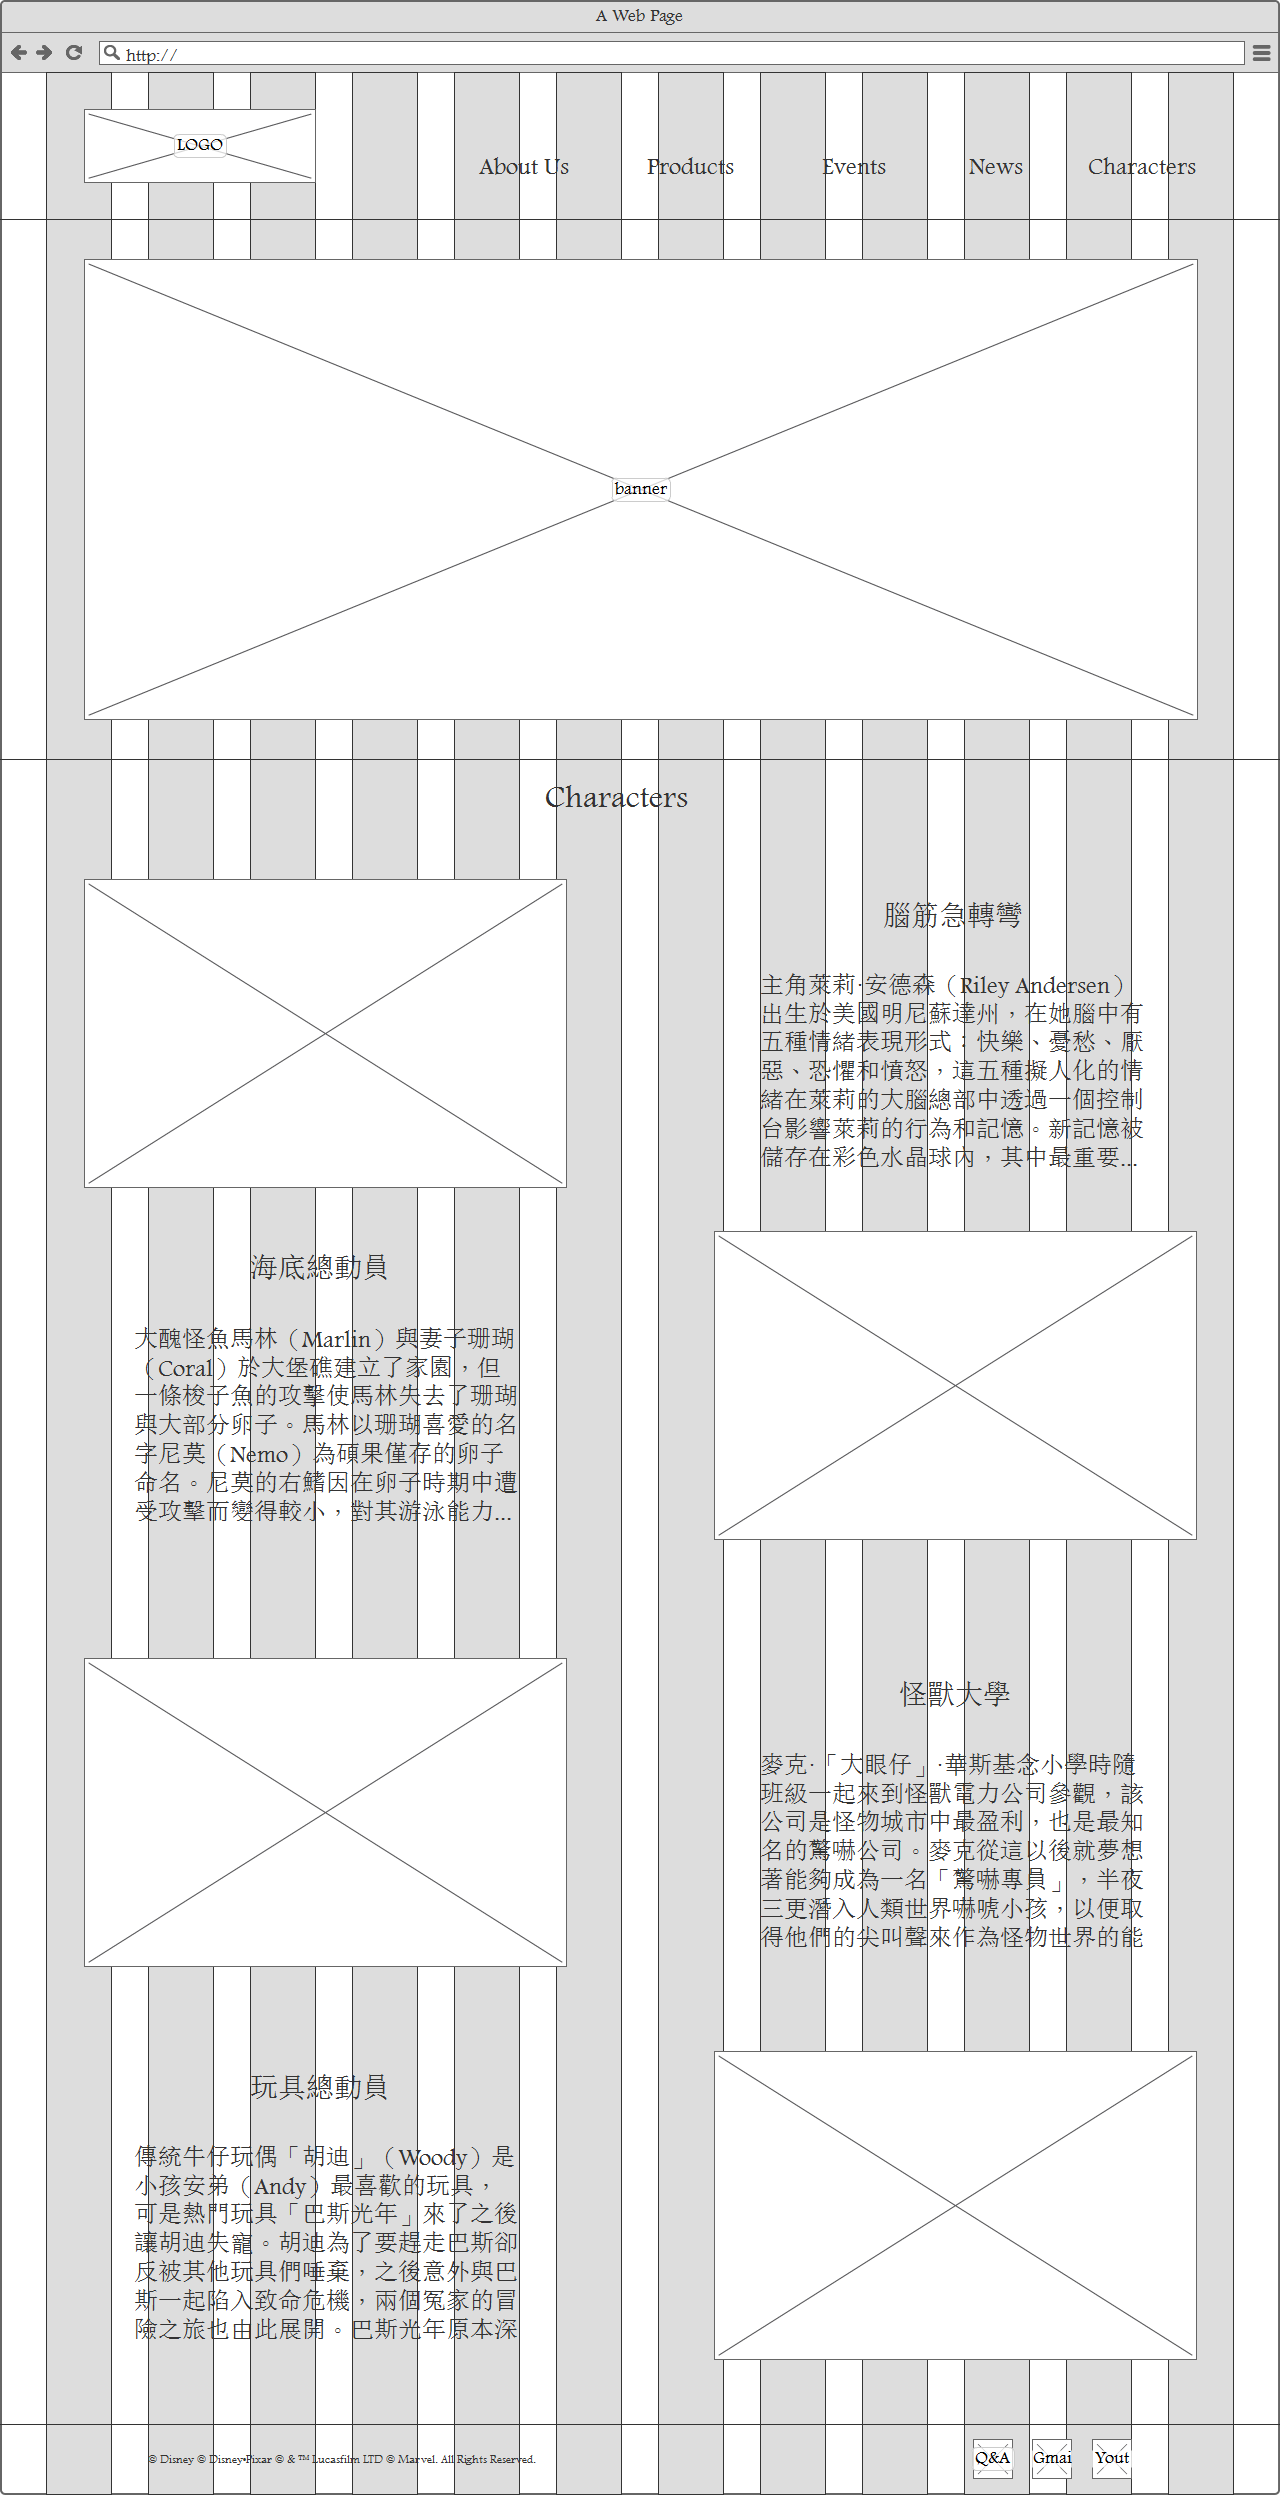 A Web Page
http://
LOGO
About Us Products Events News Characters
banner
Characters
腦筋急轉彎
主角萊莉·安德森（Riley Andersen）
出生於美國明尼蘇達州，在她腦中有
五種情緒表現形式：快樂、憂愁、厭
惡、恐懼和憤怒，這五種擬人化的情
緒在萊莉的大腦總部中透過一個控制
台影響萊莉的行為和記憶。新記憶被
儲存在彩色水晶球內，其中最重要...
海底總動員
大醜怪魚馬林（Marlin）與妻子珊瑚
（Coral）於大堡礁建立了家園，但
一條梭子魚的攻擊使馬林失去了珊瑚
與大部分卵子。馬林以珊瑚喜愛的名
字尼莫（Nemo）為碩果僅存的卵子
命名。尼莫的右鰭因在卵子時期中遭
受攻擊而變得較小，對其游泳能力...
怪獸大學
麥克·「大眼仔」·華斯基念小學時隨
班級一起來到怪獸電力公司參觀，該
公司是怪物城市中最盈利，也是最知
名的驚嚇公司。麥克從這以後就夢想
著能夠成為一名「驚嚇專員」，半夜
三更潛入人類世界嚇唬小孩，以便取
得他們的尖叫聲來作為怪物世界的能
玩具總動員
傳統牛仔玩偶「胡迪」（Woody）是
小孩安弟（Andy）最喜歡的玩具，
可是熱門玩具「巴斯光年」來了之後
讓胡迪失寵。胡迪為了要趕走巴斯卻
反被其他玩具們唾棄，之後意外與巴
斯一起陷入致命危機，兩個冤家的冒
險之旅也由此展開。巴斯光年原本深
© Disney © Disney•Pixar © & ™ Lucasfilm LTD © Marvel. All Rights Reserved.
Q&A Gmai Yout